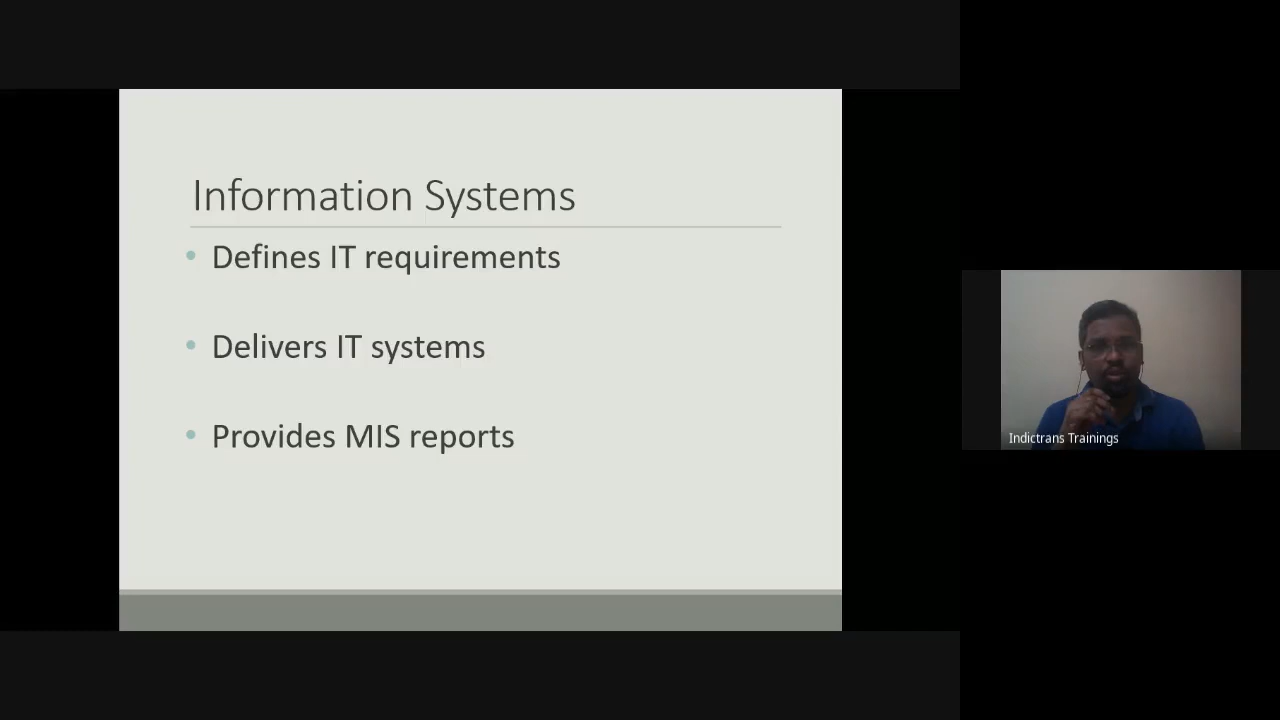 Information Systems
• Defines IT requirements
• Delivers IT systems
• Provides MIS reports
Indictrans Trainings